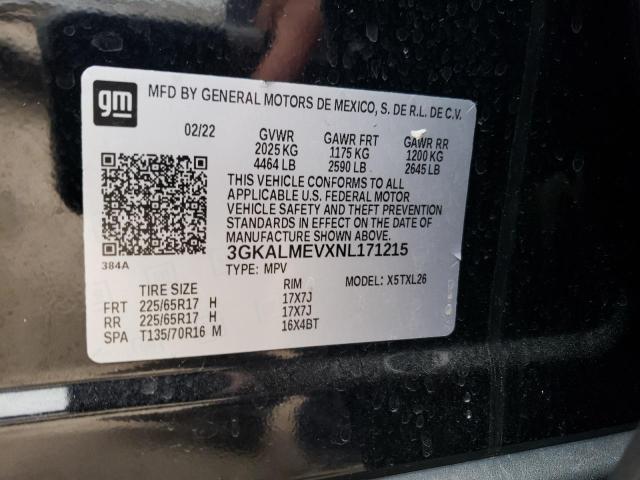 gm
MFD BY GENERAL MOTORS DE MEXICO, S. DE R.L. DE C.V.
02/22 GVWR GAWR FRT GAWR RR
2025 KG 1175 KG 1200 KG
4464 LB 2590 LB 2645 LB
THIS VEHICLE CONFORMS TO ALL
APPLICABLE U.S. FEDERAL MOTOR
VEHICLE SAFETY AND THEFT PREVENTION
STANDARDS IN EFFECT ON THE DATE OF
MANUFACTURE SHOWN ABOVE.
384A
3GKALMEVXNL171215
TYPE: MPV MODEL: X5TXL26
TIRE SIZE RIM
FRT 225/65R17 H 17X7J
RR 225/65R17 H 17X7J
SPA T135/70R16 M 16X4BT